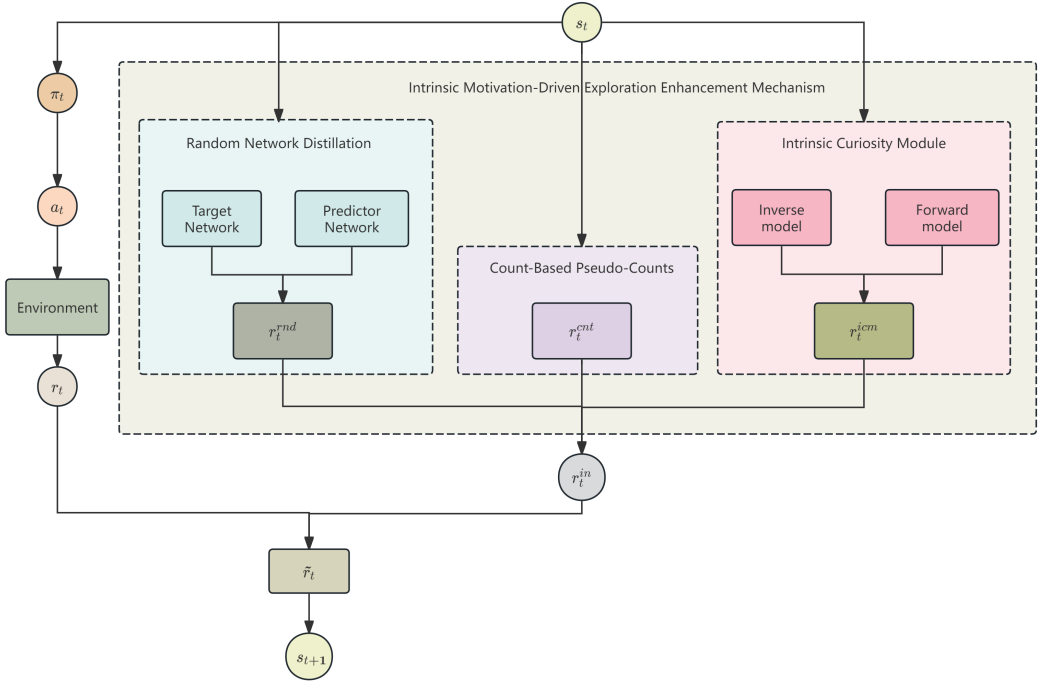 s_t
π_t
Intrinsic Motivation-Driven Exploration Enhancement Mechanism
Random Network Distillation
Intrinsic Curiosity Module
Target
Network
Predictor
Network
Inverse
model
Forward
model
a_t
Count-Based Pseudo-Counts
Environment
r_t^{rnd}
r_t^{cnt}
r_t^{icm}
r_t
r_t^{in}
r̃_t
s_{t+1}